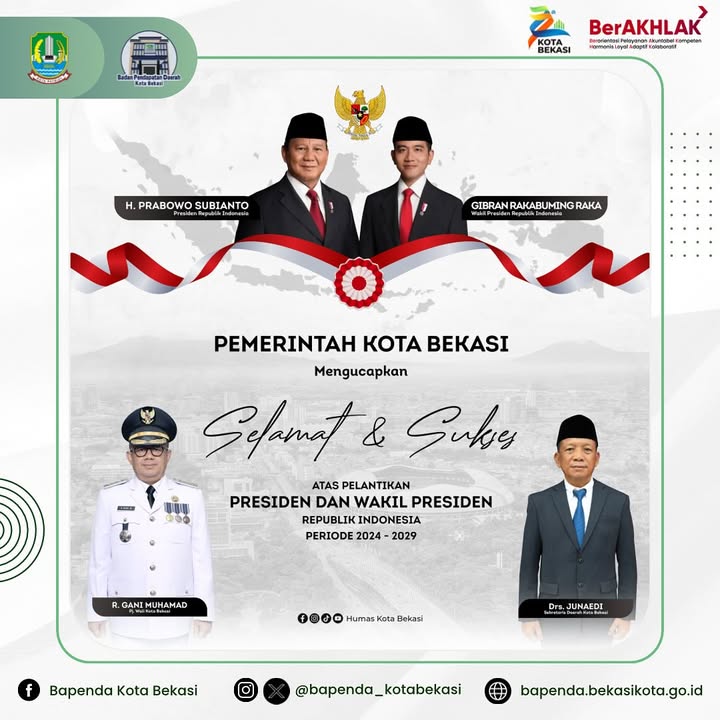 KOTA BEKASI
Badan Pendapatan Daerah
Kota Bekasi
KOTA
BEKASI
BerAKHLAK
Berorientasi Pelayanan Akuntabel Kompeten
Harmonis Loyal Adaptif Kolaboratif
H. PRABOWO SUBIANTO
Presiden Republik Indonesia
GIBRAN RAKABUMING RAKA
Wakil Presiden Republik Indonesia
PEMERINTAH KOTA BEKASI
Mengucapkan
Selamat & Sukses
ATAS PELANTIKAN
PRESIDEN DAN WAKIL PRESIDEN
REPUBLIK INDONESIA
PERIODE 2024 - 2029
R. GANI MUHAMAD
Pj. Wali Kota Bekasi
Drs. JUNAEDI
Sekretaris Daerah Kota Bekasi
Humas Kota Bekasi
Bapenda Kota Bekasi
@bapenda_kotabekasi
bapenda.bekasikota.go.id